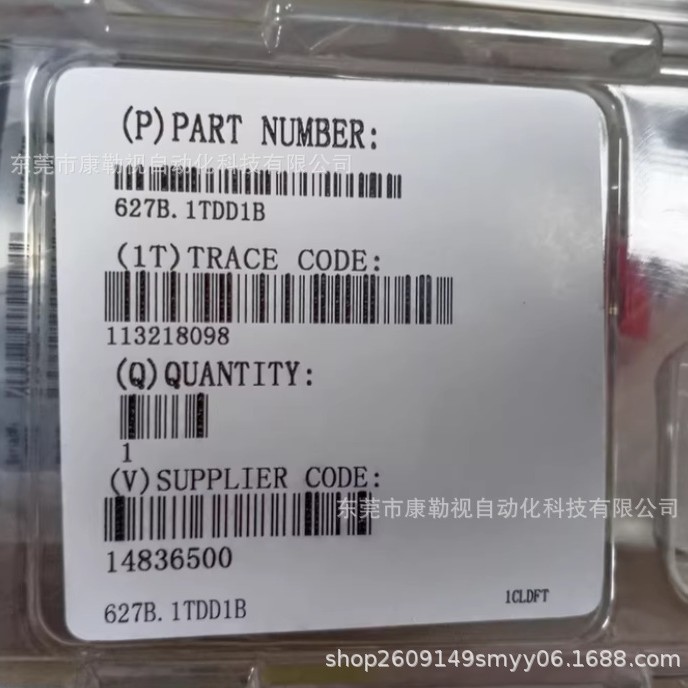 (P)PART NUMBER:
东莞市康勒视自动化科技有限公司
627B.1TDD1B
(1T)TRACE CODE:
113218098
(Q)QUANTITY:
1
(V)SUPPLIER CODE:
东莞市康勒视自动化科技有限公司
14836500
627B.1TDD1B
1CLDFT
shop2609149smyy06.1688.com